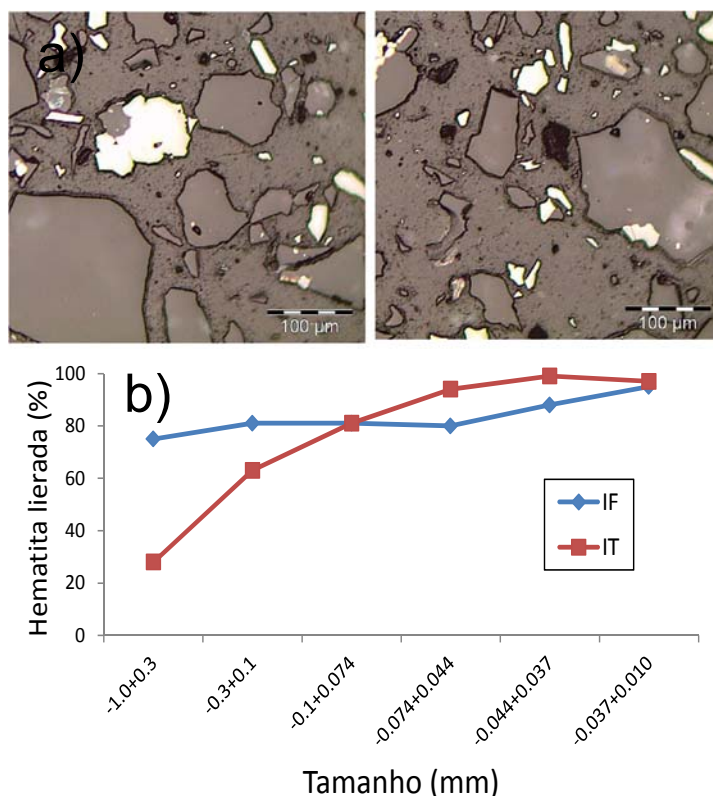 a)
100 µm
100 µm
b)
Hematita lierada (%)
100
80
60
40
20
0
IF
IT
-1.0+0.3
-0.3+0.1
-0.1+0.074
-0.074+0.044
-0.044+0.037
-0.037+0.010
Tamanho (mm)